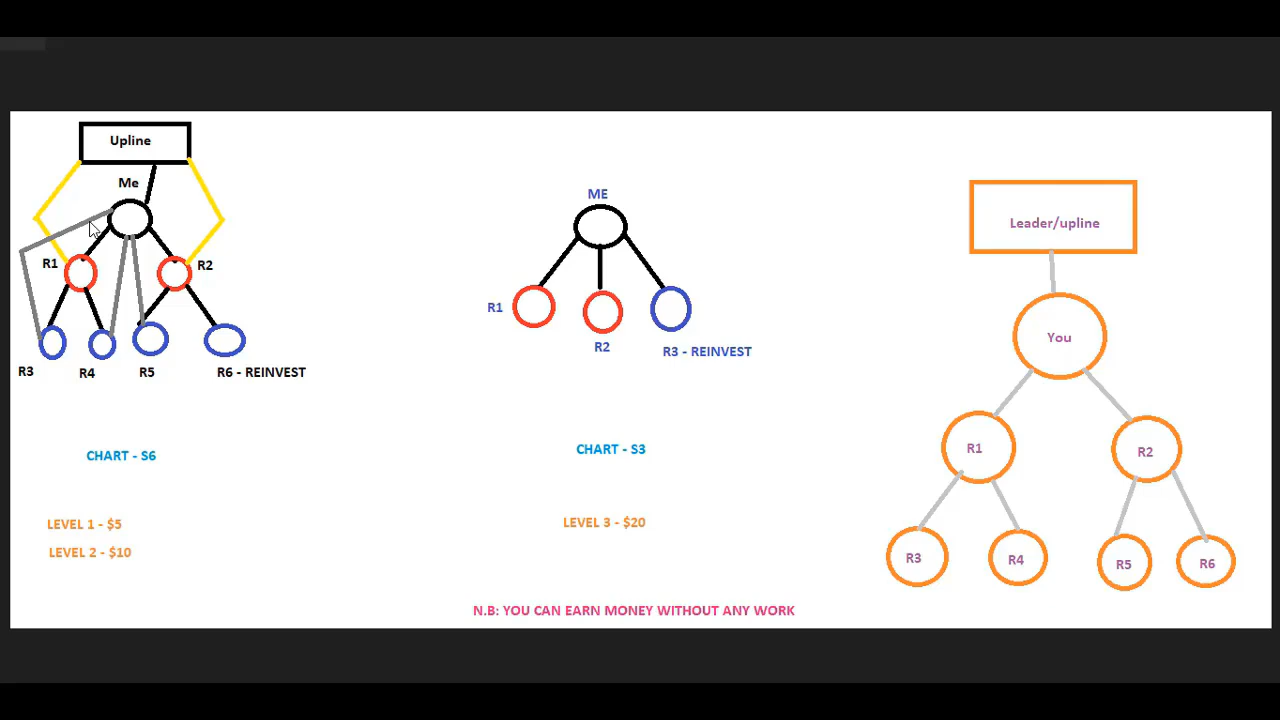 Upline
Me
R1
R2
R3
R4
R5
R6 - REINVEST
CHART - S6
LEVEL 1 - $5
LEVEL 2 - $10
ME
R1
R2
R3 - REINVEST
CHART - S3
LEVEL 3 - $20
Leader/upline
You
R1
R2
R3
R4
R5
R6
N.B: YOU CAN EARN MONEY WITHOUT ANY WORK